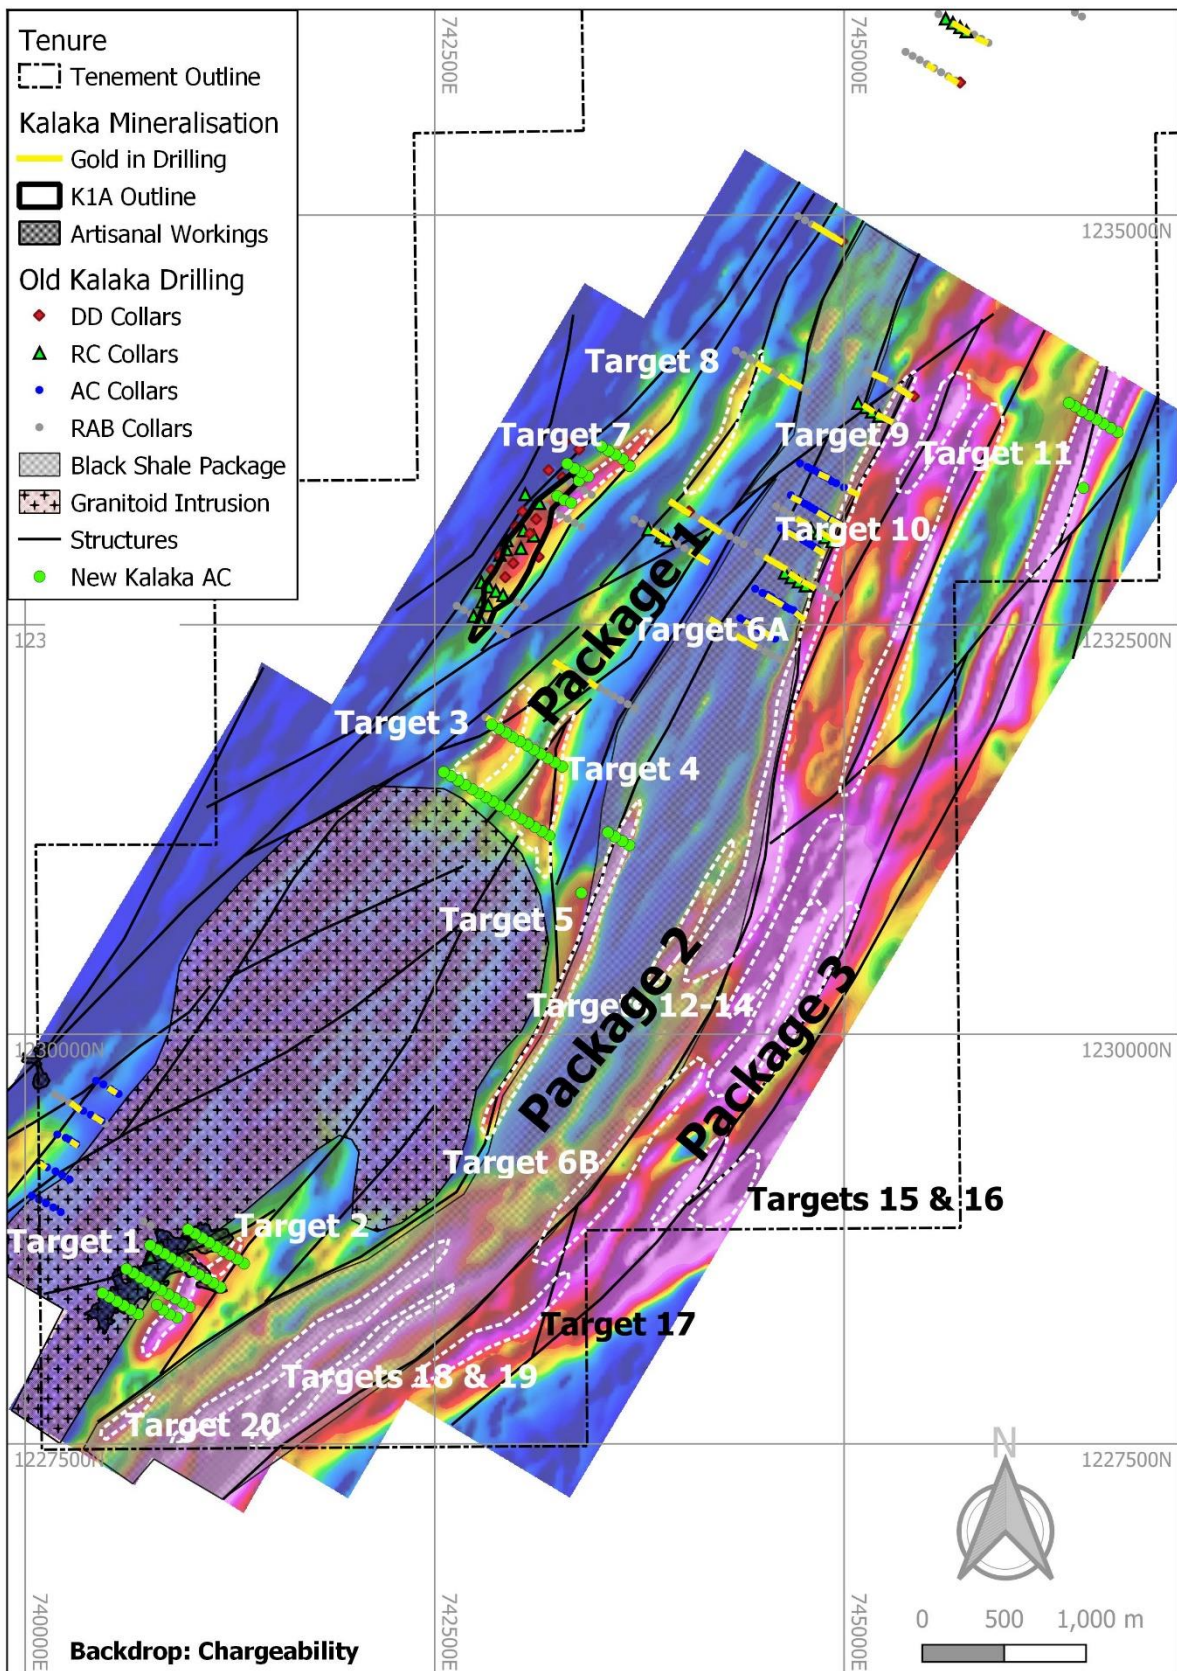 Tenure
Tenement Outline
Kalaka Mineralisation
Gold in Drilling
K1A Outline
Artisanal Workings
Old Kalaka Drilling
DD Collars
RC Collars
AC Collars
RAB Collars
Black Shale Package
Granitoid Intrusion
Structures
New Kalaka AC
742500E
745000E
1235000N
Target 8
Target 7
Target 9
Target 11
Target 10
Package 1
123
Target 6A
1232500N
Target 3
Target 4
Target 5
Package 2
Targets 12-14
Package 3
1230000N
1230000N
Target 6B
Targets 15 & 16
Target 1
Target 2
Target 17
Targets 18 & 19
Target 20
1227500N
1227500N
N
740000E
742500E
745000E
0 500 1,000 m
Backdrop: Chargeability